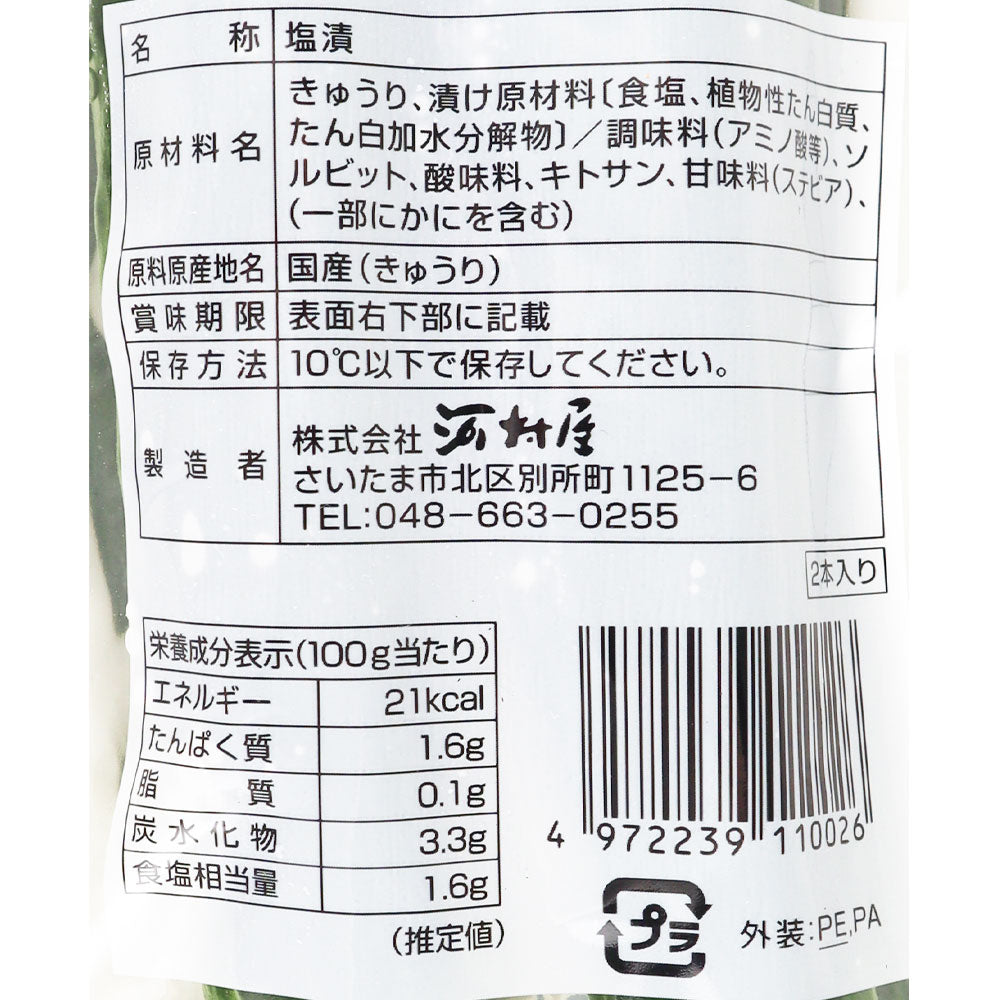 名称 塩漬
原材料名 きゅうり、漬け原材料〔食塩、植物性たん白質、
たん白加水分解物〕／調味料(アミノ酸等)、ソ
ルビット、酸味料、キトサン、甘味料(ステビア)、
(一部にかにを含む)
原料原産地名 国産(きゅうり)
賞味期限 表面右下部に記載
保存方法 10℃以下で保存してください。
製造者 株式会社 河村屋
さいたま市北区別所町1125−6
TEL:048−663−0255
2本入り
栄養成分表示(100g当たり)
エネルギー 21kcal
たんぱく質 1.6g
脂質 0.1g
炭水化物 3.3g
食塩相当量 1.6g
(推定値)
4 972239 110026
プラ
外装:PE,PA